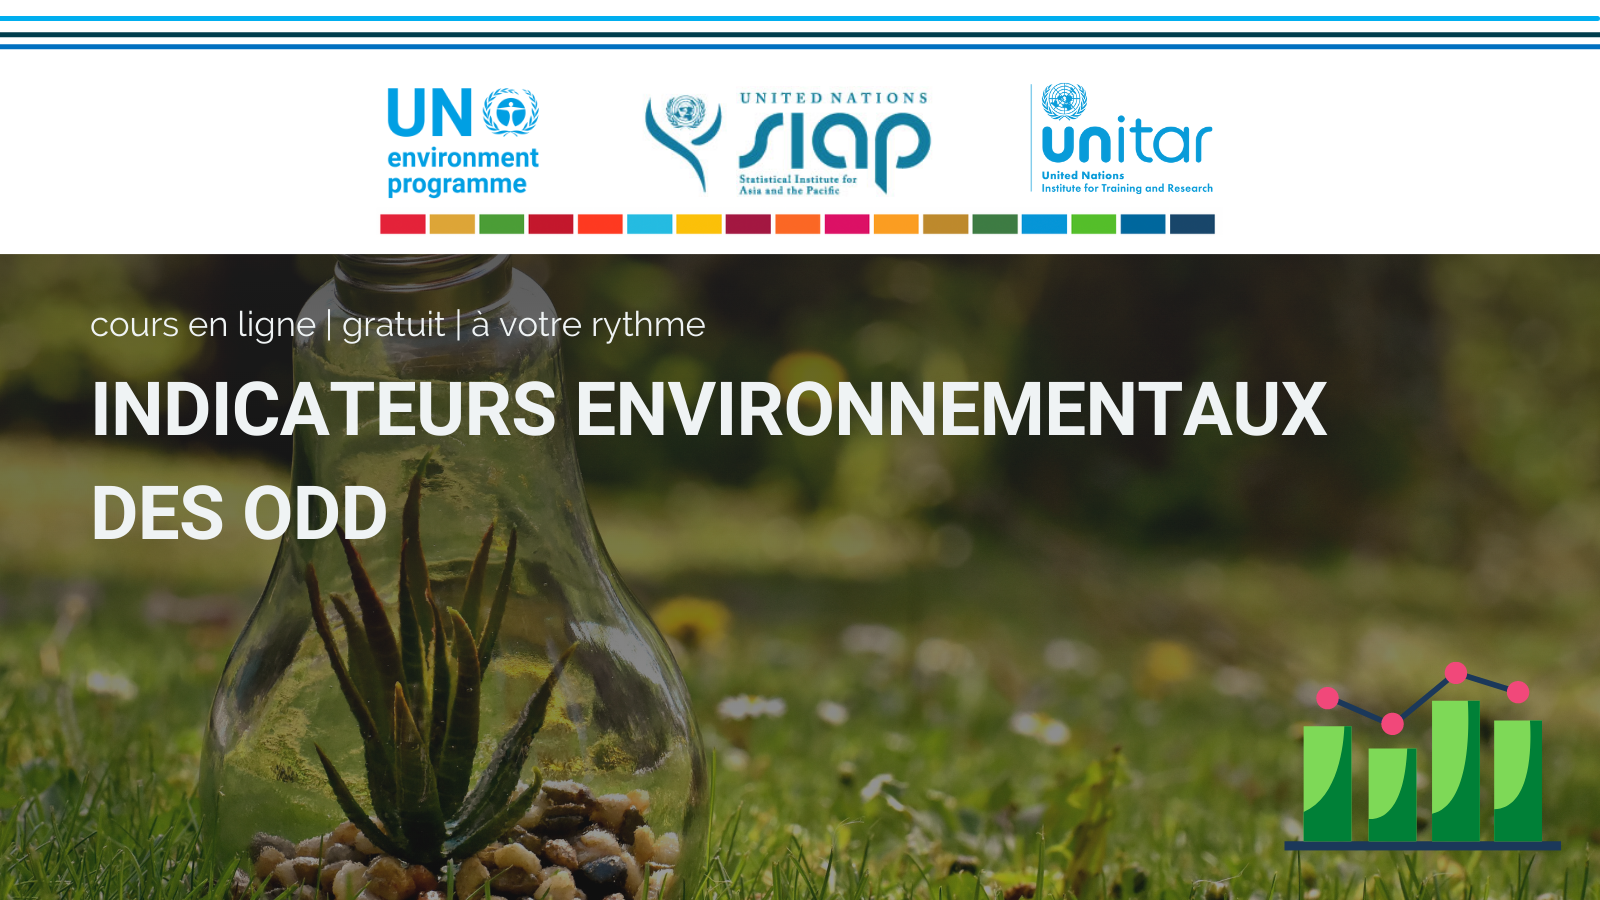 UN
environment
programme
UNITED NATIONS
siap
Statistical Institute for
Asia and the Pacific
unitar
United Nations
Institute for Training and Research
cours en ligne | gratuit | à votre rythme
INDICATEURS ENVIRONNEMENTAUX
DES ODD